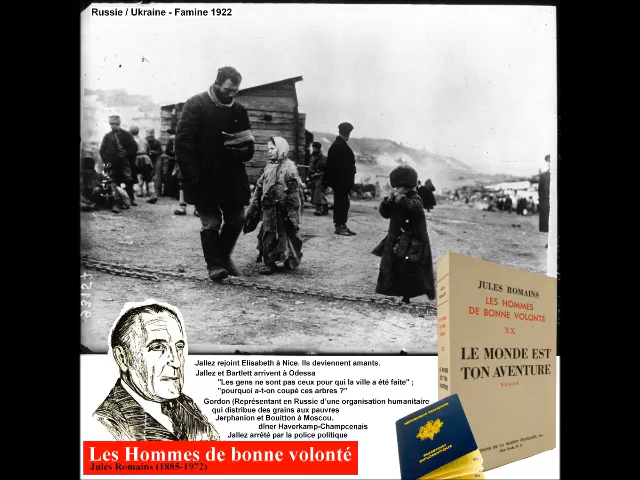 Russie / Ukraine - Famine 1922
JULES ROMAINS
LES HOMMES
DE BONNE VOLONTÉ
XX
LE MONDE EST
TON AVENTURE
ROMAN
Jallez rejoint Elisabeth à Nice. Ils deviennent amants.
Jallez et Bartlett arrivent à Odessa
"Les gens ne sont pas ceux pour qui la ville a été faite" ;
"pourquoi a-t-on coupé ces arbres ?"
Gordon (Représentant en Russie d'une organisation humanitaire
qui distribue des grains aux pauvres
Jerphanion et Bouitton à Moscou.
dîner Haverkamp-Champcenais
Jallez arrêté par la police politique
Les Hommes de bonne volonté
Jules Romains (1885-1972)